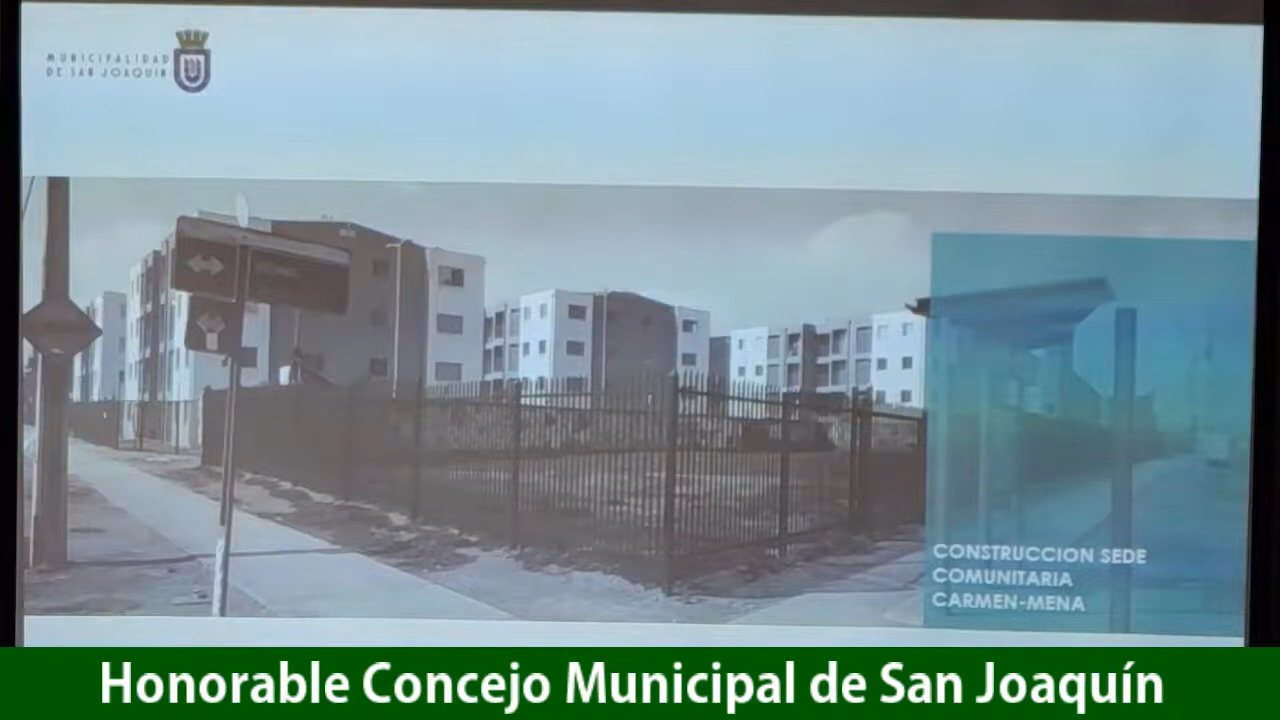 MUNICIPALIDAD
DE SAN JOAQUIN
CONSTRUCCION SEDE
COMUNITARIA
CARMEN-MENA
Honorable Concejo Municipal de San Joaquín